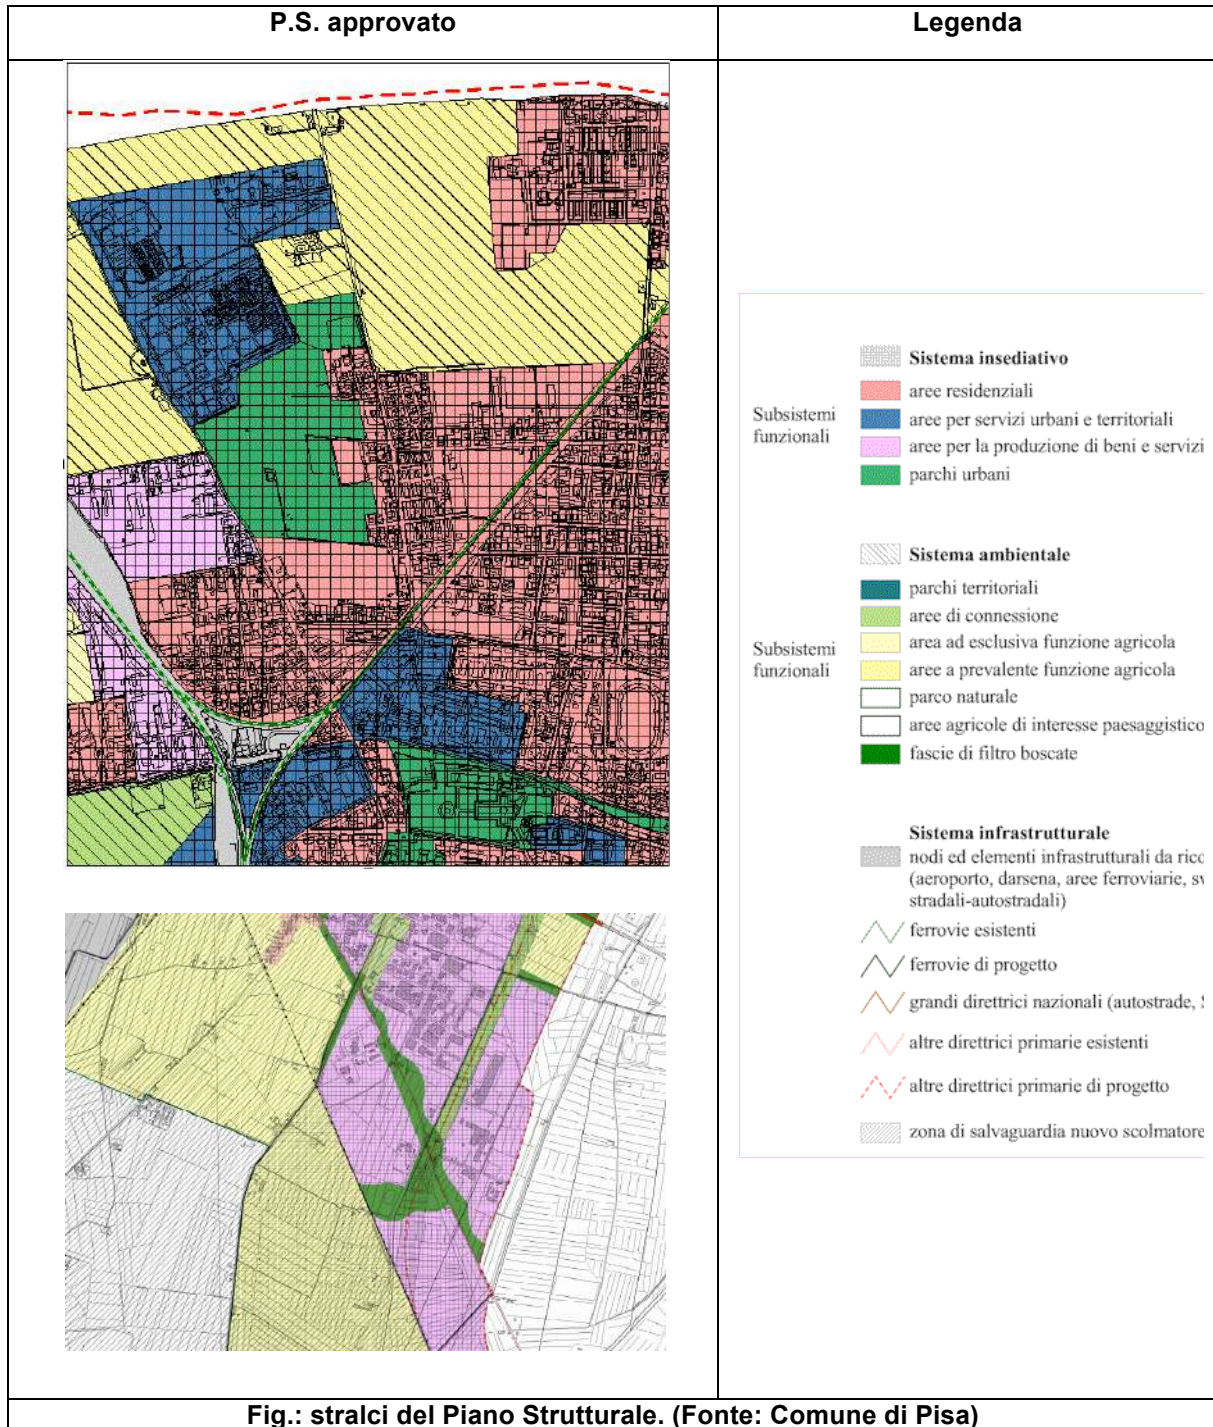 P.S. approvato
Legenda
Sistema insediativo
Subsistemi funzionali
aree residenziali
aree per servizi urbani e territoriali
aree per la produzione di beni e servizi
parchi urbani
Sistema ambientale
Subsistemi funzionali
parchi territoriali
aree di connessione
area ad esclusiva funzione agricola
aree a prevalente funzione agricola
parco naturale
aree agricole di interesse paesaggistico
fascie di filtro boscate
Sistema infrastrutturale
nodi ed elementi infrastrutturali da rico
(aeroporto, darsena, aree ferroviarie, sv
stradali-autostradali)
ferrovie esistenti
ferrovie di progetto
grandi direttrici nazionali (autostrade,
altre direttrici primarie esistenti
altre direttrici primarie di progetto
zona di salvaguardia nuovo scolmatore
Fig.: stralci del Piano Strutturale. (Fonte: Comune di Pisa)